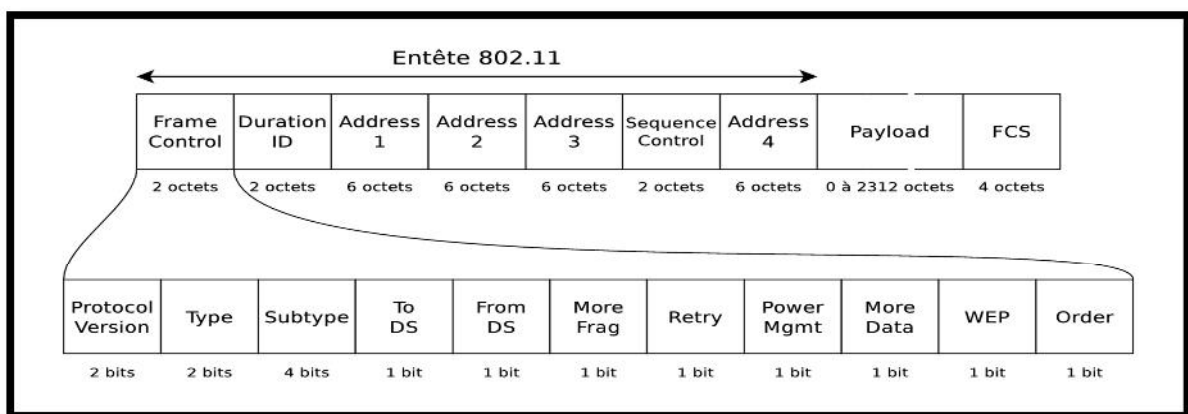 Entête 802.11
Frame Control
Duration ID
Address 1
Address 2
Address 3
Sequence Control
Address 4
Payload
FCS
2 octets
2 octets
6 octets
6 octets
6 octets
2 octets
6 octets
0 à 2312 octets
4 octets
Protocol Version
Type
Subtype
To DS
From DS
More Frag
Retry
Power Mgmt
More Data
WEP
Order
2 bits
2 bits
4 bits
1 bit
1 bit
1 bit
1 bit
1 bit
1 bit
1 bit
1 bit